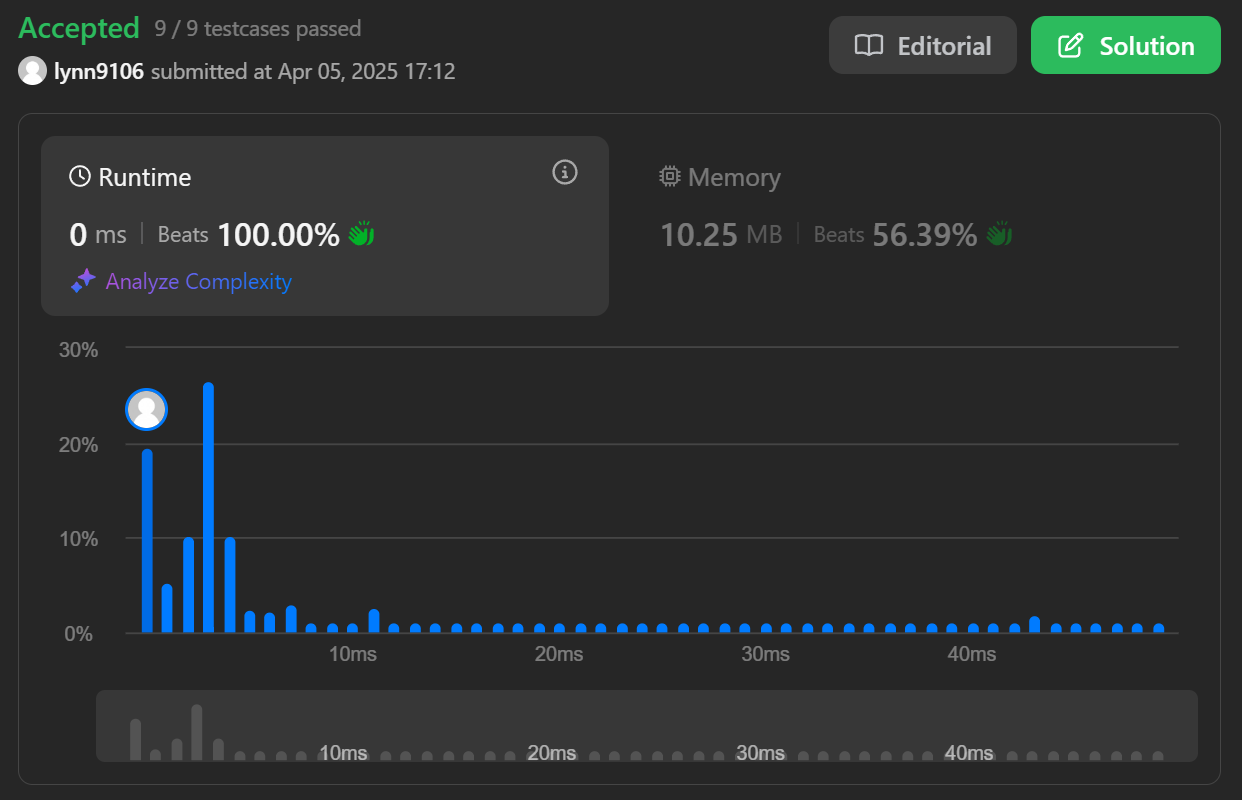 Accepted 9 / 9 testcases passed
Editorial
Solution
lynn9106 submitted at Apr 05, 2025 17:12
Runtime
0 ms | Beats 100.00%
Analyze Complexity
Memory
10.25 MB | Beats 56.39%
30%
20%
10%
0%
10ms 20ms 30ms 40ms
10ms 20ms 30ms 40ms